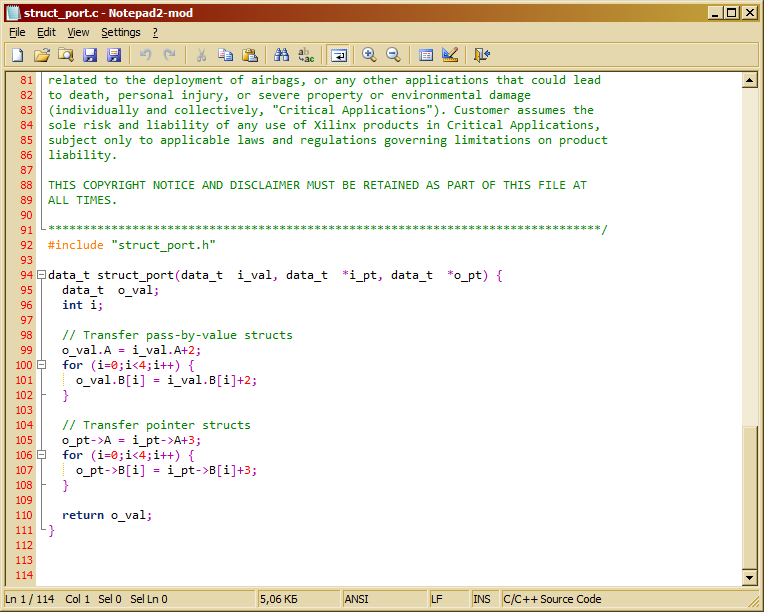 struct_port.c - Notepad2-mod
File Edit View Settings ?
81 related to the deployment of airbags, or any other applications that could lead
82 to death, personal injury, or severe property or environmental damage
83 (individually and collectively, "Critical Applications"). Customer assumes the
84 sole risk and liability of any use of Xilinx products in Critical Applications,
85 subject only to applicable laws and regulations governing limitations on product
86 liability.
87
88 THIS COPYRIGHT NOTICE AND DISCLAIMER MUST BE RETAINED AS PART OF THIS FILE AT
89 ALL TIMES.
90
91 *******************************************************************************/
92 #include "struct_port.h"
93
94 data_t struct_port(data_t  i_val, data_t  *i_pt, data_t  *o_pt) {
95   data_t  o_val;
96   int i;
97
98   // Transfer pass-by-value structs
99   o_val.A = i_val.A+2;
100   for (i=0;i<4;i++) {
101     o_val.B[i] = i_val.B[i]+2;
102   }
103
104   // Transfer pointer structs
105   o_pt->A = i_pt->A+3;
106   for (i=0;i<4;i++) {
107     o_pt->B[i] = i_pt->B[i]+3;
108   }
109
110   return o_val;
111 }
112
113
114
Ln 1 / 114 Col 1 Sel 0 Sel Ln 0 5,06 КБ ANSI LF INS C/C++ Source Code